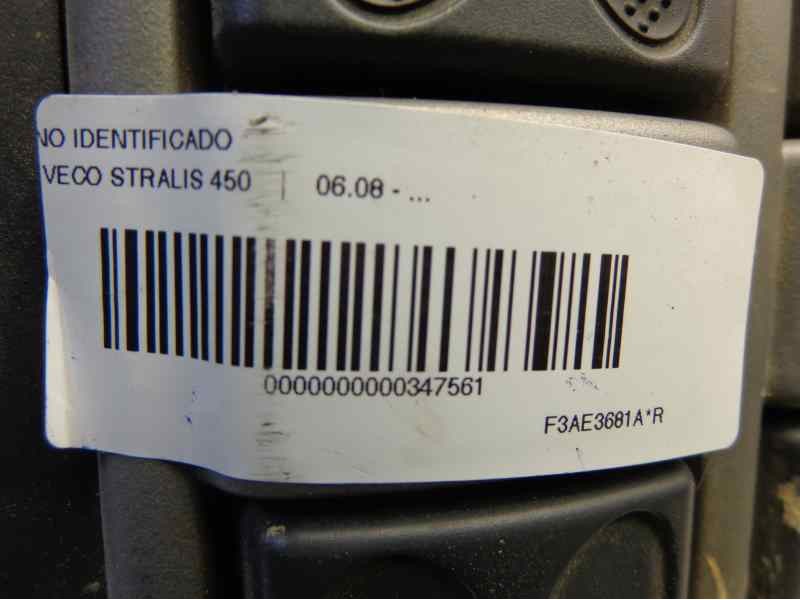 NO IDENTIFICADO
VECO STRALIS 450 | 06.08 - ...
0000000000347561
F3AE3681A*R